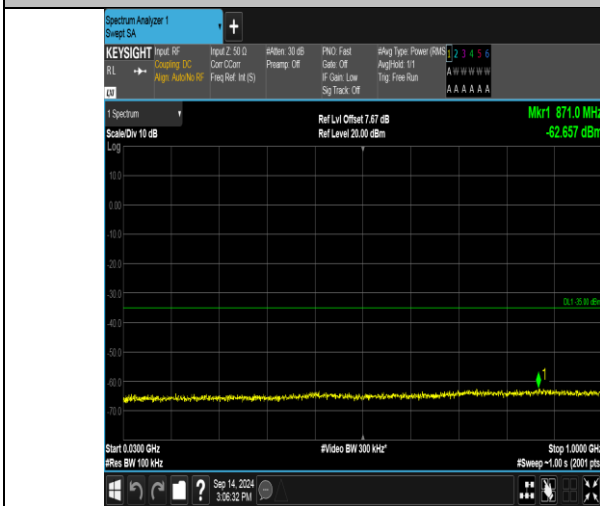 Spectrum Analyzer 1
Swept SA
KEYSIGHT Input: RF Input Z: 50 Ω #Atten: 30 dB PNO: Fast #Avg Type: Power (RMS 1 2 3 4 5 6
RL Coupling: DC Corr CCorr Preamp: Off Gate: Off Avg|Hold: 1/1 A W W W W W
Align: Auto/No RF Freq Ref: Int (S) IF Gain: Low Trig: Free Run
LXI Sig Track: Off A A A A A A
1 Spectrum Ref Lvl Offset 7.67 dB Mkr1 871.0 MHz
Scale/Div 10 dB Ref Level 20.00 dBm -62.657 dBm
Log
10.0
0.00
-10.0
-20.0
DL1 -35.00 dBm
-40.0
-50.0
1
-60.0
-70.0
Start 0.0300 GHz #Video BW 300 kHz* Stop 1.0000 GHz
#Res BW 100 kHz #Sweep ~1.00 s (2001 pts
? Sep 14, 2024
3:06:32 PM